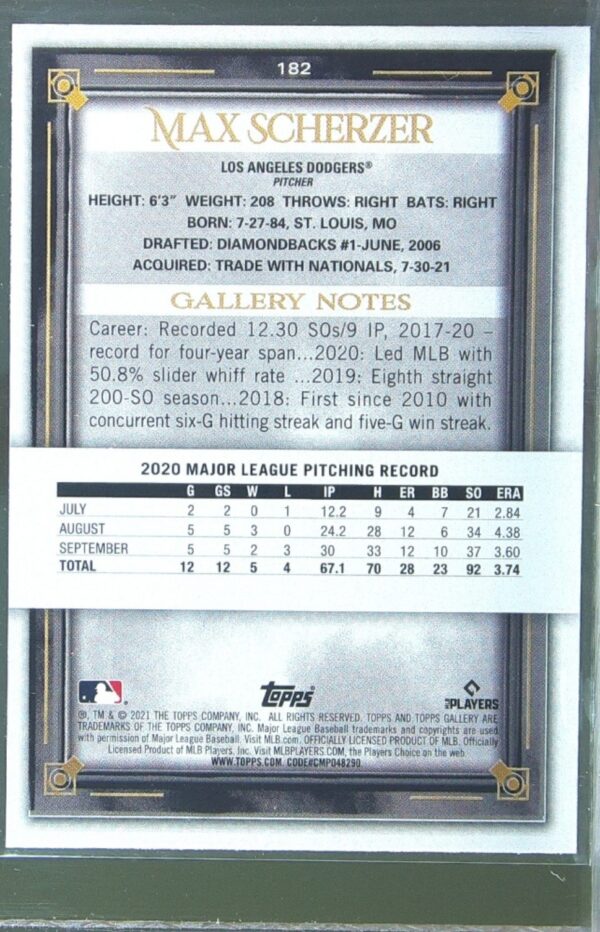 182
MAX SCHERZER
LOS ANGELES DODGERS®
PITCHER
HEIGHT: 6'3" WEIGHT: 208 THROWS: RIGHT BATS: RIGHT
BORN: 7-27-84, ST. LOUIS, MO
DRAFTED: DIAMONDBACKS #1-JUNE, 2006
ACQUIRED: TRADE WITH NATIONALS, 7-30-21
GALLERY NOTES
Career: Recorded 12.30 SOs/9 IP, 2017-20 –
record for four-year span...2020: Led MLB with
50.8% slider whiff rate ...2019: Eighth straight
200-SO season...2018: First since 2010 with
concurrent six-G hitting streak and five-G win streak.
2020 MAJOR LEAGUE PITCHING RECORD
G GS W L IP H ER BB SO ERA
JULY 2 2 0 1 12.2 9 4 7 21 2.84
AUGUST 5 5 3 0 24.2 28 12 6 34 4.38
SEPTEMBER 5 5 2 3 30 33 12 10 37 3.60
TOTAL 12 12 5 4 67.1 70 28 23 92 3.74
Topps PLAYERS
®, TM & © 2021 THE TOPPS COMPANY, INC. ALL RIGHTS RESERVED. TOPPS AND TOPPS GALLERY ARE
TRADEMARKS OF THE TOPPS COMPANY, INC. Major League Baseball trademarks and copyrights are used
with permission of Major League Baseball. Visit MLB.com. OFFICIALLY LICENSED PRODUCT OF MLB. Officially
Licensed Product of MLB Players, Inc. Visit MLBPLAYERS.COM, the Players Choice on the web.
WWW.TOPPS.COM. CODE#CMP048290